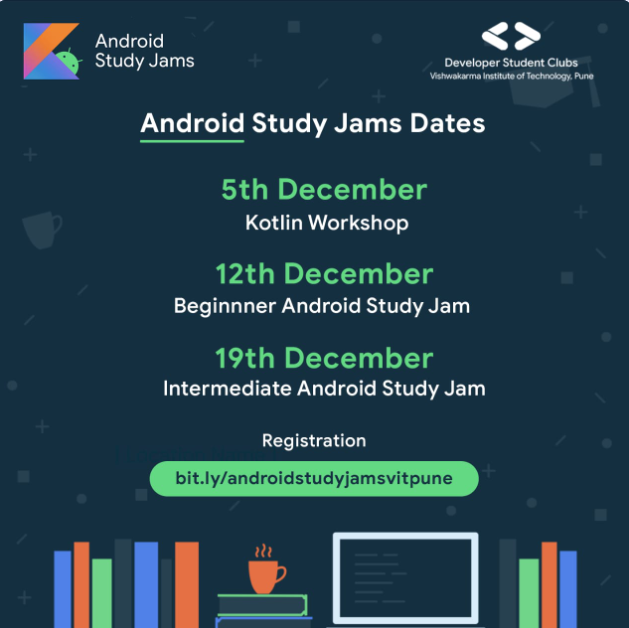 Android
Study Jams
Developer Student Clubs
Vishwakarma Institute of Technology, Pune
Android Study Jams Dates
5th December
Kotlin Workshop
12th December
Beginnner Android Study Jam
19th December
Intermediate Android Study Jam
Registration
bit.ly/androidstudyjamsvitpune